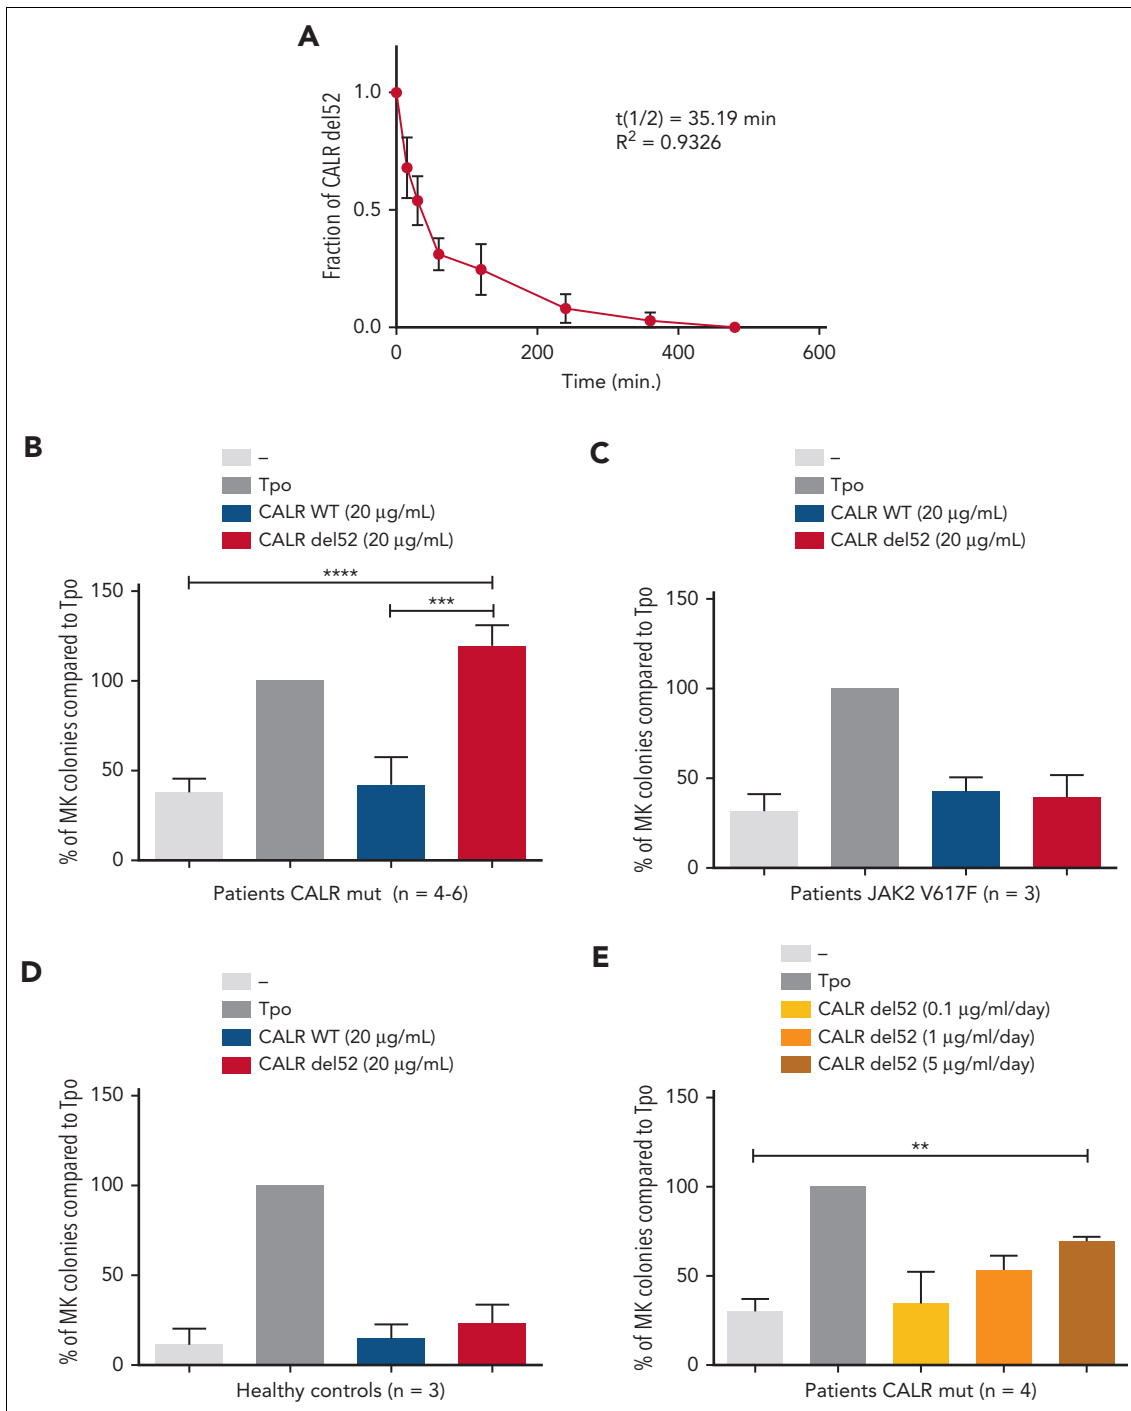 A
Fraction of CALR del52
1.0
0.5
0.0
t(1/2) = 35.19 min
R² = 0.9326
0
200
400
600
Time (min.)
B
–
Tpo
CALR WT (20 μg/mL)
CALR del52 (20 μg/mL)
% of MK colonies compared to Tpo
150
100
50
0
****
***
Patients CALR mut (n = 4-6)
C
–
Tpo
CALR WT (20 μg/mL)
CALR del52 (20 μg/mL)
% of MK colonies compared to Tpo
150
100
50
0
Patients JAK2 V617F (n = 3)
D
–
Tpo
CALR WT (20 μg/mL)
CALR del52 (20 μg/mL)
% of MK colonies compared to Tpo
150
100
50
0
Healthy controls (n = 3)
E
–
Tpo
CALR del52 (0.1 μg/ml/day)
CALR del52 (1 μg/ml/day)
CALR del52 (5 μg/ml/day)
% of MK colonies compared to Tpo
150
100
50
0
**
Patients CALR mut (n = 4)